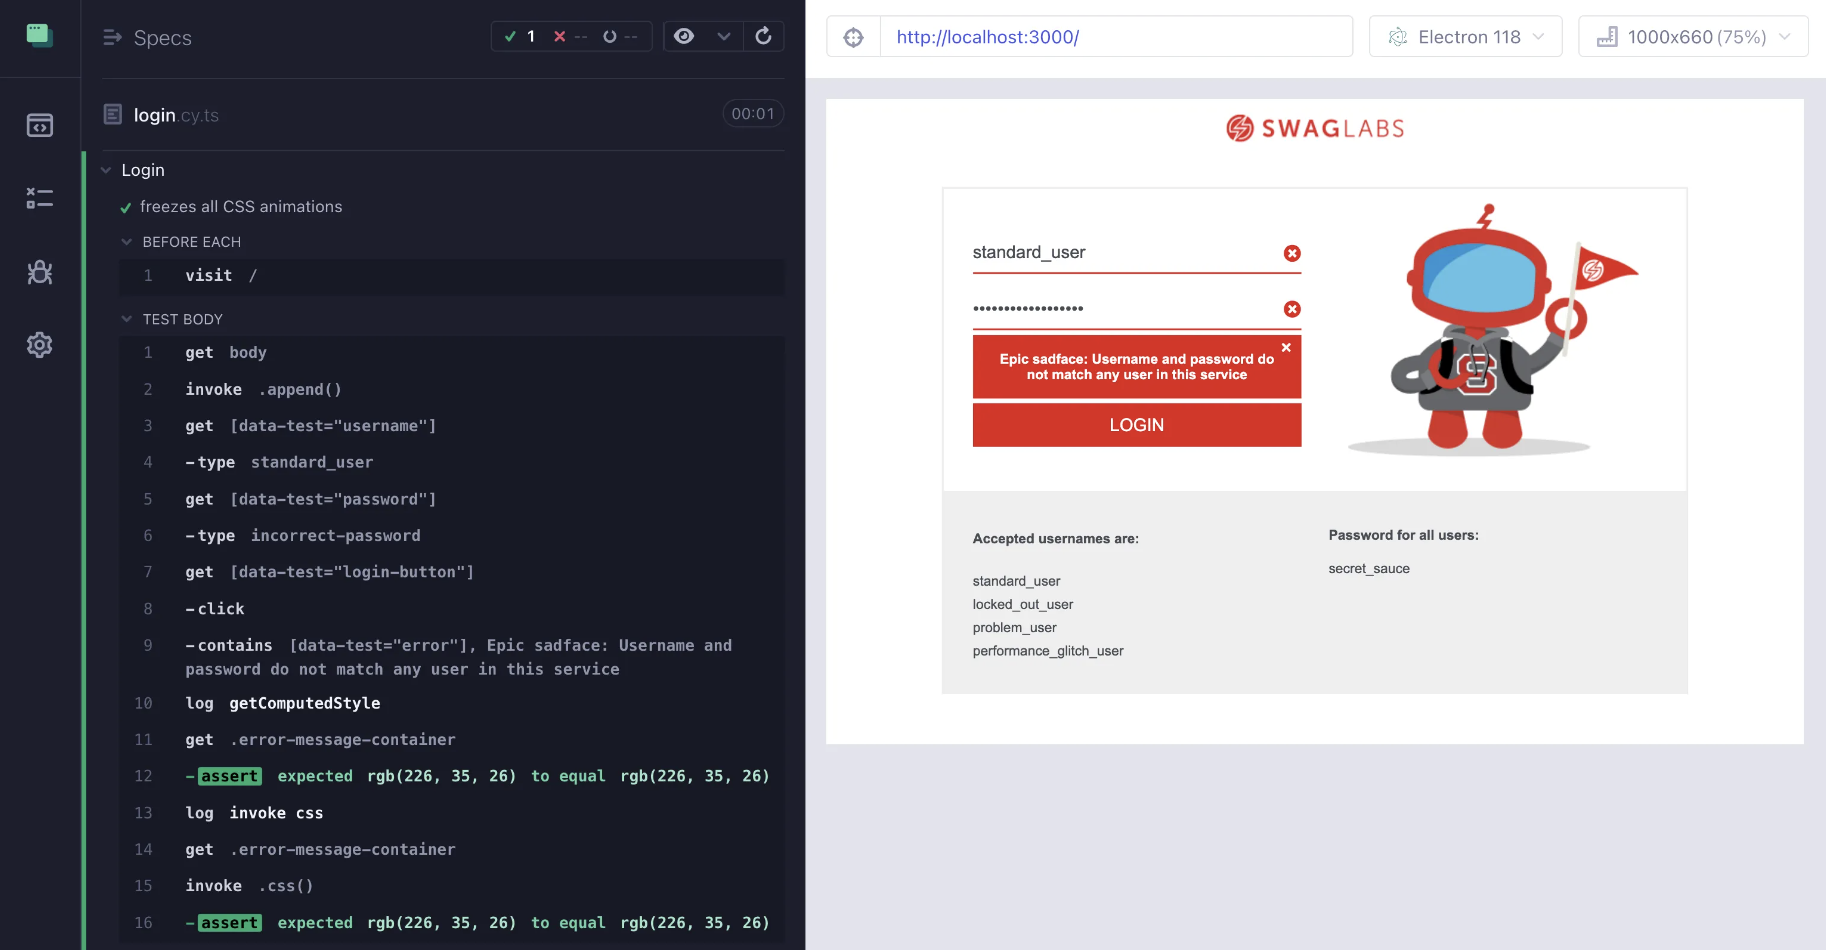 Specs
1 -- --
login.cy.ts
00:01
Login
freezes all CSS animations
BEFORE EACH
1 visit /
TEST BODY
1 get body
2 invoke .append()
3 get [data-test="username"]
4 -type standard_user
5 get [data-test="password"]
6 -type incorrect-password
7 get [data-test="login-button"]
8 -click
9 -contains [data-test="error"], Epic sadface: Username and
password do not match any user in this service
10 log getComputedStyle
11 get .error-message-container
12 -assert expected rgb(226, 35, 26) to equal rgb(226, 35, 26)
13 log invoke css
14 get .error-message-container
15 invoke .css()
16 -assert expected rgb(226, 35, 26) to equal rgb(226, 35, 26)
http://localhost:3000/
Electron 118
1000x660 (75%)
SWAGLABS
standard_user
••••••••••••••••••
Epic sadface: Username and password do
not match any user in this service
LOGIN
S
Accepted usernames are:
standard_user
locked_out_user
problem_user
performance_glitch_user
Password for all users:
secret_sauce